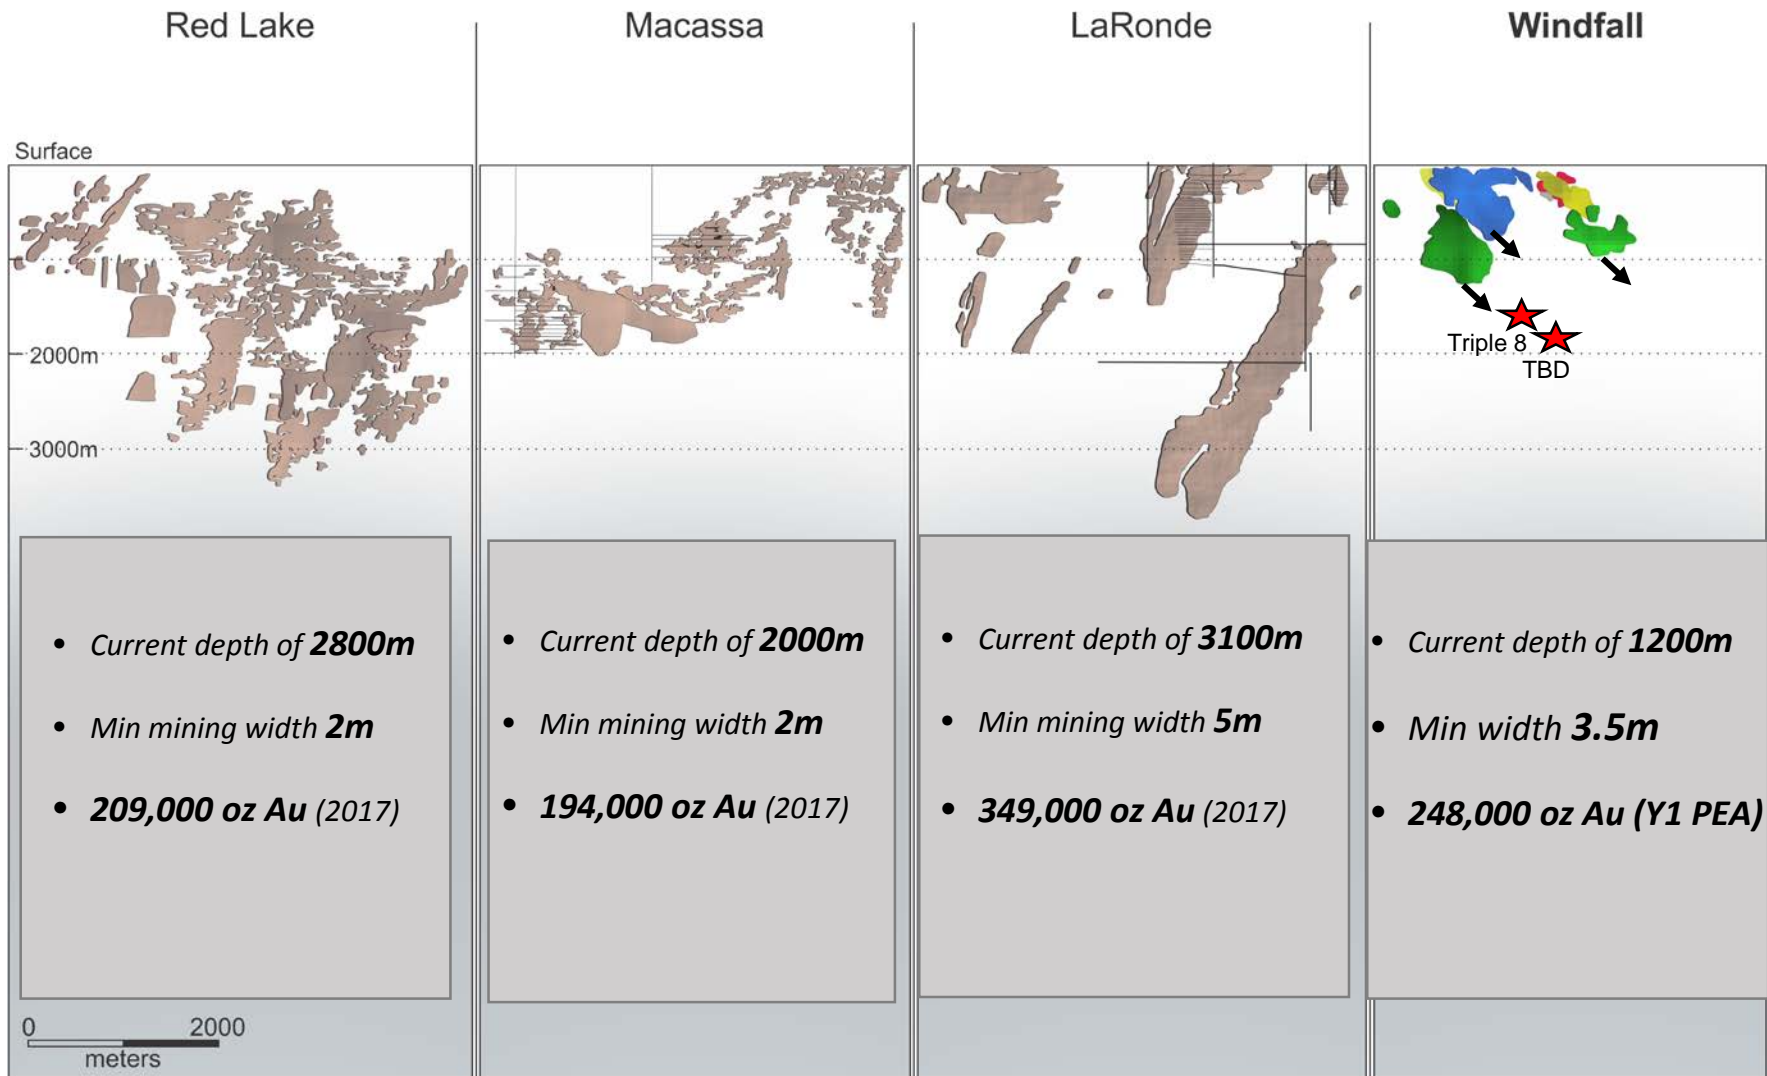 Red Lake
Macassa
LaRonde
Windfall
Surface
2000m
3000m
Triple 8
TBD
• Current depth of 2800m
• Min mining width 2m
• 209,000 oz Au (2017)
• Current depth of 2000m
• Min mining width 2m
• 194,000 oz Au (2017)
• Current depth of 3100m
• Min mining width 5m
• 349,000 oz Au (2017)
• Current depth of 1200m
• Min width 3.5m
• 248,000 oz Au (Y1 PEA)
0 2000
meters